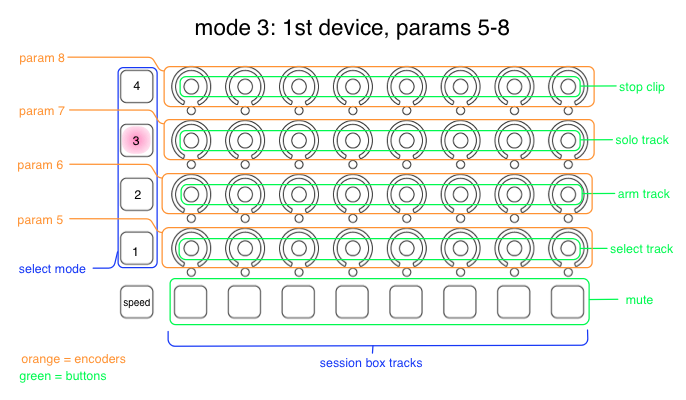 mode 3: 1st device, params 5-8
param 8
4
stop clip
param 7
3
solo track
param 6
2
arm track
param 5
1
select track
select mode
speed
mute
session box tracks
orange = encoders
green = buttons